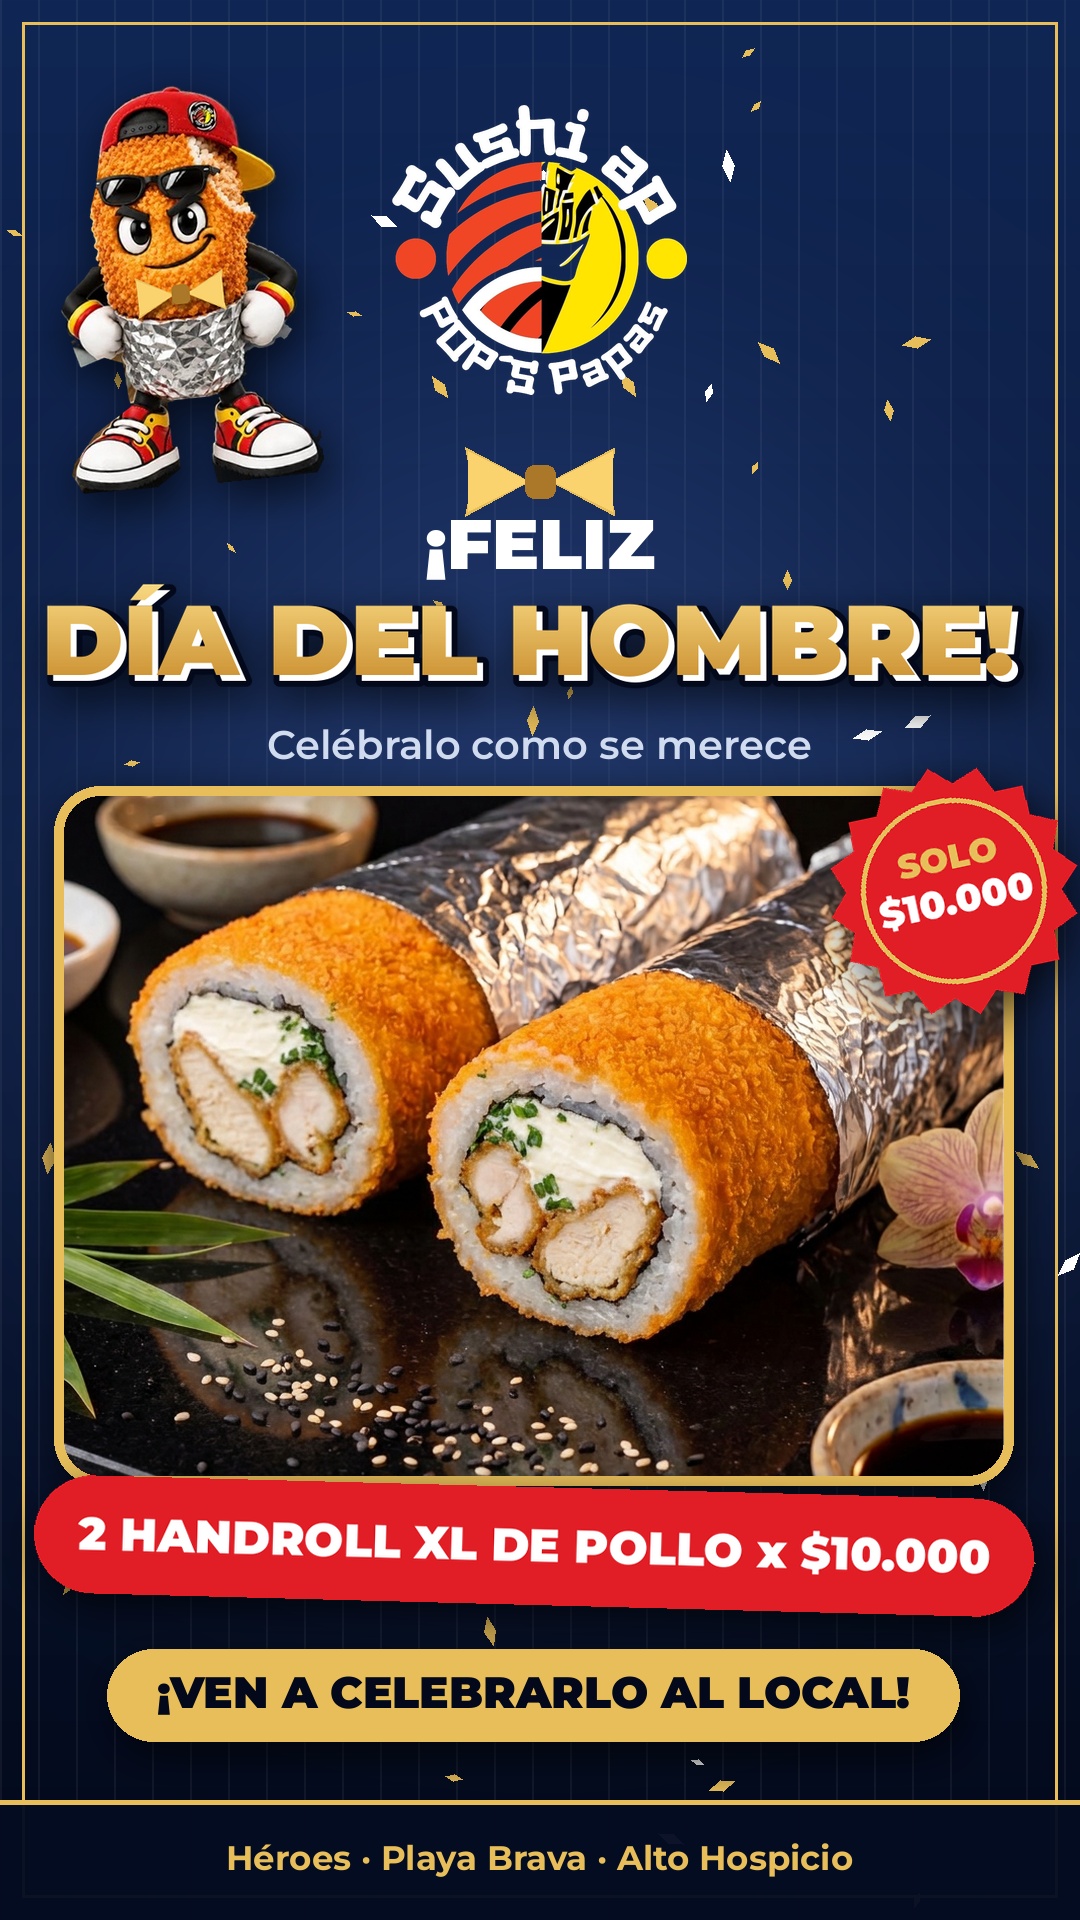 Sushi ap
POP'S Papas
¡FELIZ
DÍA DEL HOMBRE!
Celébralo como se merece
SOLO
$10.000
2 HANDROLL XL DE POLLO x $10.000
¡VEN A CELEBRARLO AL LOCAL!
Héroes · Playa Brava · Alto Hospicio